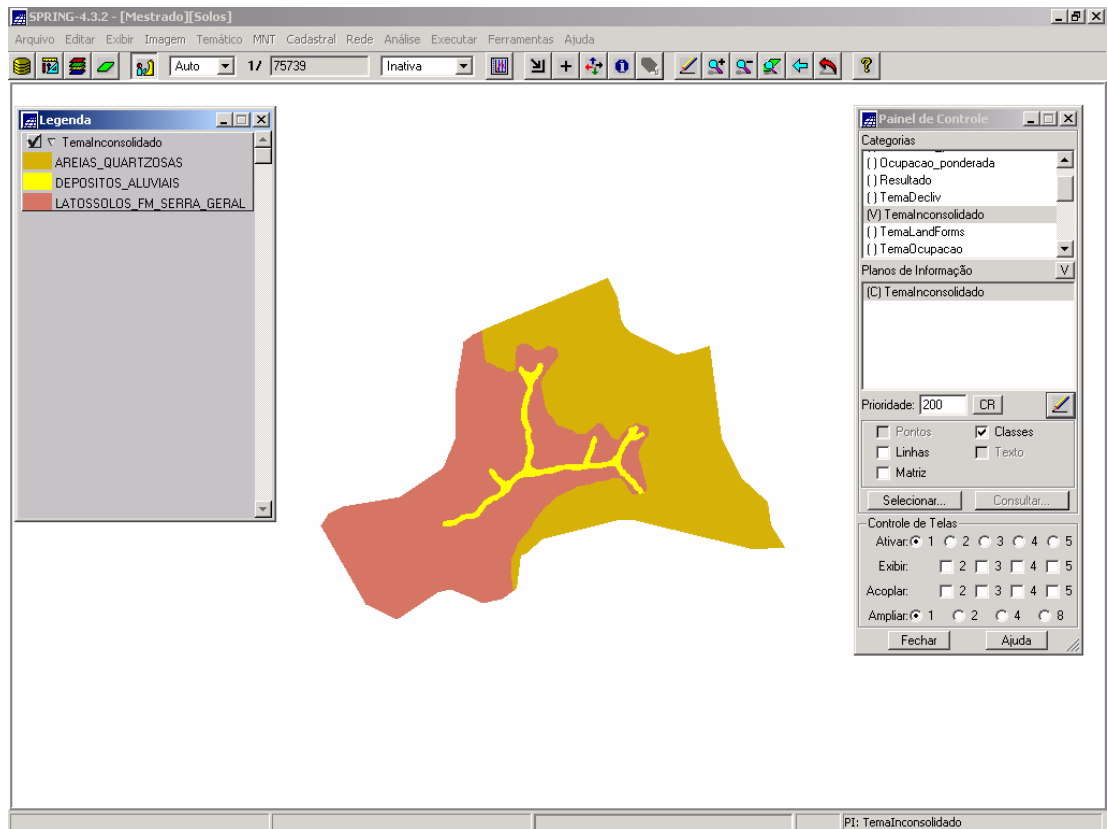 SPRING-4.3.2 - [Mestrado][Solos]
Arquivo Editar Exibir Imagem Temático MNT Cadastral Rede Análise Executar Ferramentas Ajuda
Auto 1/ 75739 Inativa
Legenda
TemaInconsolidado
AREIAS_QUARTZOSAS
DEPOSITOS_ALUVIAIS
LATOSSOLOS_FM_SERRA_GERAL
Painel de Controle
Categorias
( ) Ocupacao_ponderada
( ) Resultado
( ) TemaDecliv
(V) TemaInconsolidado
( ) TemaLandForms
( ) TemaOcupacao
Planos de Informação V
(C) TemaInconsolidado
Prioridade: 200 CR
Pontos Classes
Linhas Texto
Matriz
Selecionar... Consultar...
Controle de Telas
Ativar: 1 2 3 4 5
Exibir: 2 3 4 5
Acoplar: 2 3 4 5
Ampliar: 1 2 4 8
Fechar Ajuda
PI: TemaInconsolidado